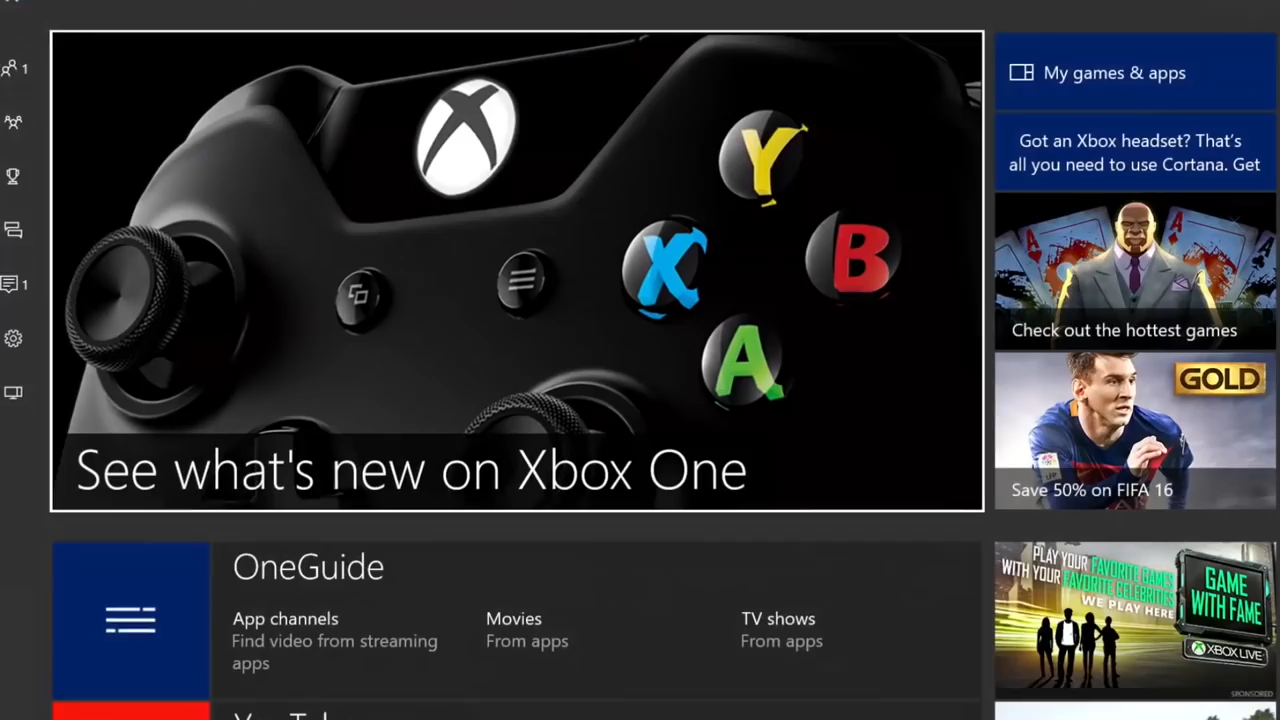 1
1
Y
X
B
A
See what's new on Xbox One
My games & apps
Got an Xbox headset? That's
all you need to use Cortana. Get
A
A
A
Check out the hottest games
GOLD
Save 50% on FIFA 16
OneGuide
App channels
Find video from streaming
apps
Movies
From apps
TV shows
From apps
PLAY YOUR FAVORITE GAMES
WITH YOUR FAVORITE CELEBRITIES
WE PLAY HERE
GAME
WITH FAME
XBOX LIVE
SPONSORED